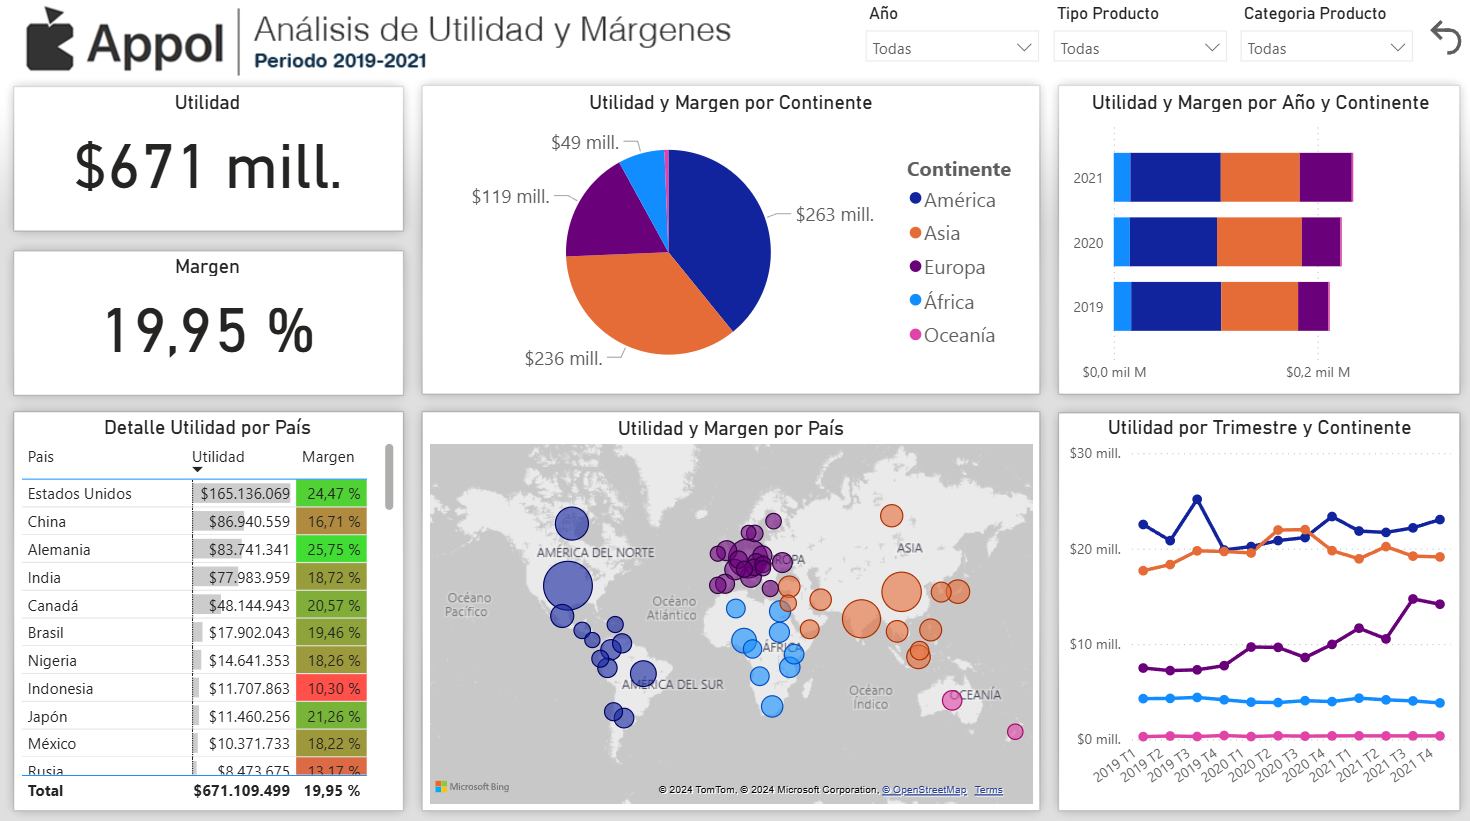 Appol
Análisis de Utilidad y Márgenes
Periodo 2019-2021
Año
Todas
Tipo Producto
Todas
Categoria Producto
Todas
Utilidad
$671 mill.
Margen
19,95 %
Utilidad y Margen por Continente
$49 mill.
$119 mill.
$263 mill.
$236 mill.
Continente
América
Asia
Europa
África
Oceanía
Utilidad y Margen por Año y Continente
2021
2020
2019
$0,0 mil M
$0,2 mil M
Detalle Utilidad por País
Pais Utilidad Margen
Estados Unidos $165.136.069 24,47 %
China $86.940.559 16,71 %
Alemania $83.741.341 25,75 %
India $77.983.959 18,72 %
Canadá $48.144.943 20,57 %
Brasil $17.902.043 19,46 %
Nigeria $14.641.353 18,26 %
Indonesia $11.707.863 10,30 %
Japón $11.460.256 21,26 %
México $10.371.733 18,22 %
Rusia $8.473.675 13,17 %
Total $671.109.499 19,95 %
Utilidad y Margen por País
AMÉRICA DEL NORTE
ASIA
Océano
Pacífico
Océano
Atlántico
ÁFRICA
AMÉRICA DEL SUR
Océano
Índico
OCEANÍA
Microsoft Bing
© 2024 TomTom, © 2024 Microsoft Corporation, © OpenStreetMap Terms
Utilidad por Trimestre y Continente
$30 mill.
$20 mill.
$10 mill.
$0 mill.
2019 T1
2019 T2
2019 T3
2019 T4
2020 T1
2020 T2
2020 T3
2020 T4
2021 T1
2021 T2
2021 T3
2021 T4